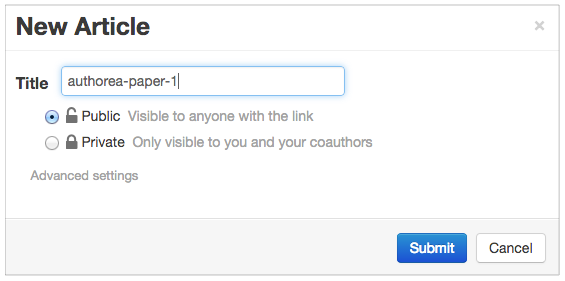 New Article ×
Title authorea-paper-1
Public Visible to anyone with the link
Private Only visible to you and your coauthors
Advanced settings
Submit Cancel